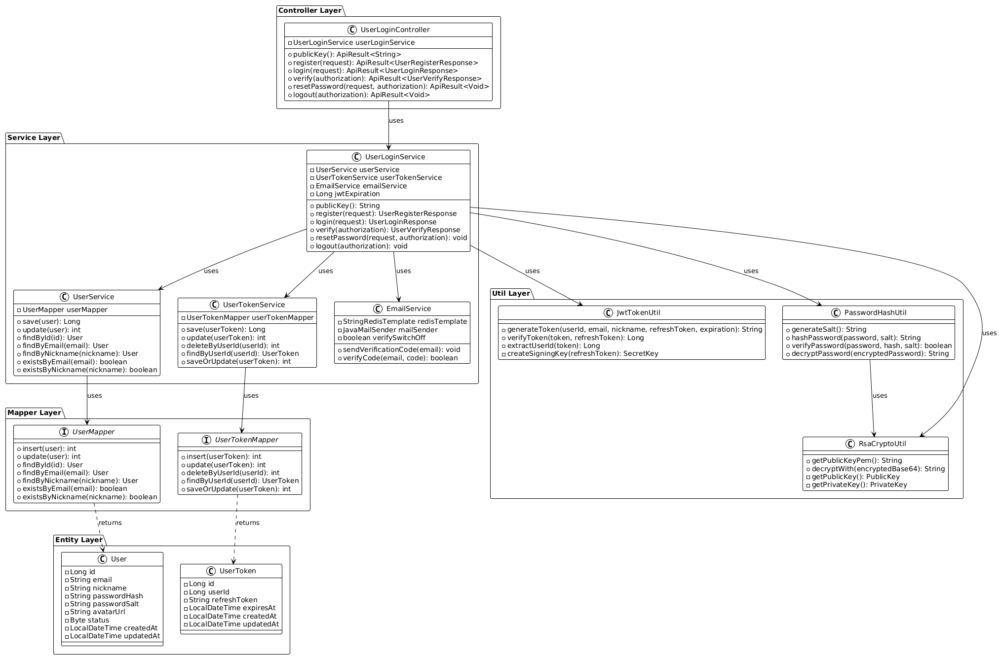 Controller Layer
C UserLoginController
UserLoginService userLoginService
publicKey(): ApiResult<String>
register(request): ApiResult<UserRegisterResponse>
login(request): ApiResult<UserLoginResponse>
verify(authorization): ApiResult<UserVerifyResponse>
resetPassword(request, authorization): ApiResult<Void>
logout(authorization): ApiResult<Void>
uses
Service Layer
C UserLoginService
UserService userService
UserTokenService userTokenService
EmailService emailService
Long jwtExpiration
publicKey(): String
register(request): UserRegisterResponse
login(request): UserLoginResponse
verify(authorization): UserVerifyResponse
resetPassword(request, authorization): void
logout(authorization): void
uses
uses
uses
uses
uses
uses
C UserService
UserMapper userMapper
save(user): Long
update(user): int
findById(id): User
findByEmail(email): User
findByNickname(nickname): User
existsByEmail(email): boolean
existsByNickname(nickname): boolean
C UserTokenService
UserTokenMapper userTokenMapper
save(userToken): Long
update(userToken): int
deleteByUserId(userId): int
findByUserId(userId): UserToken
saveOrUpdate(userToken): int
C EmailService
StringRedisTemplate redisTemplate
JavaMailSender mailSender
boolean verifySwitchOff
sendVerificationCode(email): void
verifyCode(email, code): boolean
Util Layer
C JwtTokenUtil
generateToken(userId, email, nickname, refreshToken, expiration): String
verifyToken(token, refreshToken): Long
extractUserId(token): Long
createSigningKey(refreshToken): SecretKey
C PasswordHashUtil
generateSalt(): String
hashPassword(password, salt): String
verifyPassword(password, hash, salt): boolean
decryptPassword(encryptedPassword): String
uses
uses
uses
Mapper Layer
I UserMapper
insert(user): int
update(user): int
findById(id): User
findByEmail(email): User
findByNickname(nickname): User
existsByEmail(email): boolean
existsByNickname(nickname): boolean
I UserTokenMapper
insert(userToken): int
update(userToken): int
deleteByUserId(userId): int
findByUserId(userId): UserToken
saveOrUpdate(userToken): int
C RsaCryptoUtil
getPublicKeyPem(): String
decryptWith(encryptedBase64): String
getPublicKey(): PublicKey
getPrivateKey(): PrivateKey
returns
returns
Entity Layer
C User
Long id
String email
String nickname
String passwordHash
String passwordSalt
String avatarUrl
Byte status
LocalDateTime createdAt
LocalDateTime updatedAt
C UserToken
Long id
Long userId
String refreshToken
LocalDateTime expiresAt
LocalDateTime createdAt
LocalDateTime updatedAt